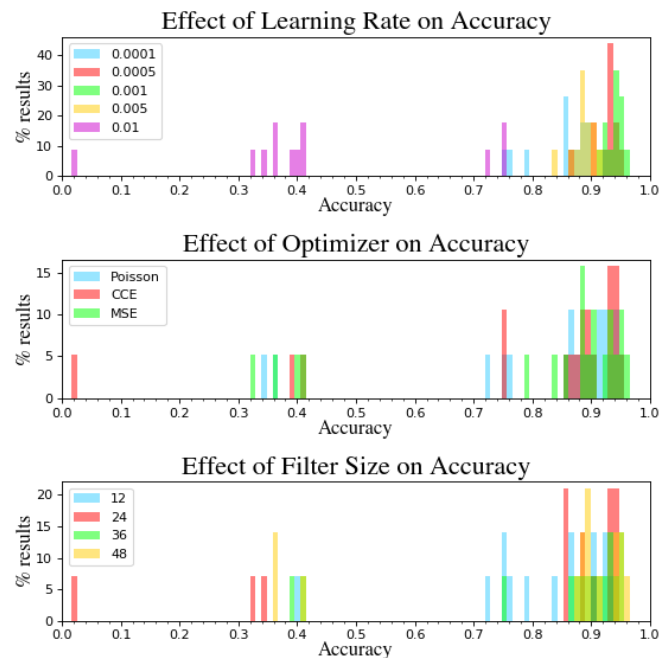 Effect of Learning Rate on Accuracy
% results
40
30
20
10
0
0.0001
0.0005
0.001
0.005
0.01
0.0 0.1 0.2 0.3 0.4 0.5 0.6 0.7 0.8 0.9 1.0
Accuracy
Effect of Optimizer on Accuracy
% results
15
10
5
0
Poisson
CCE
MSE
0.0 0.1 0.2 0.3 0.4 0.5 0.6 0.7 0.8 0.9 1.0
Accuracy
Effect of Filter Size on Accuracy
% results
20
15
10
5
0
12
24
36
48
0.0 0.1 0.2 0.3 0.4 0.5 0.6 0.7 0.8 0.9 1.0
Accuracy